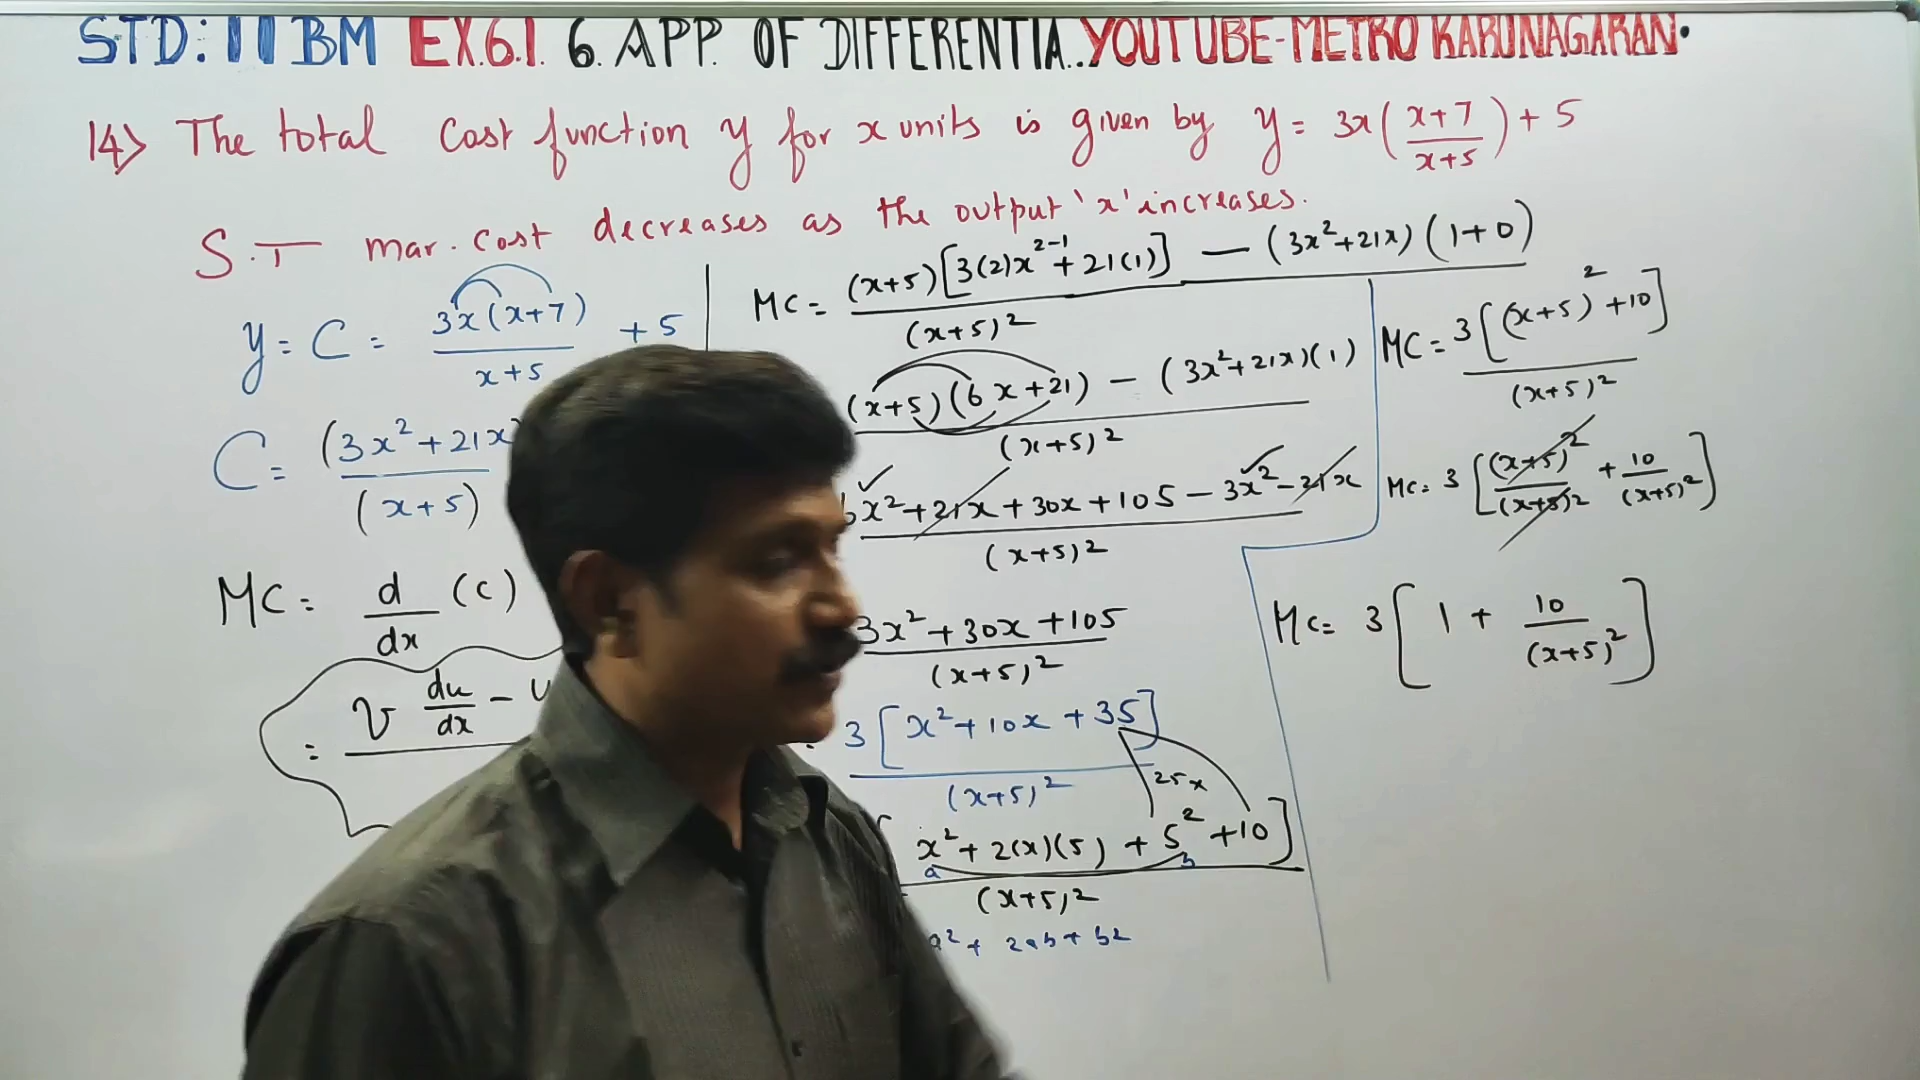 STD: 11 BM EX.6.1. 6. APP. OF DIFFERENTIA..YOUTUBE-METRO KARUNAGARAN.
14) The total Cost function y for x units is given by y = 3x((x+7)/(x+5)) + 5
S.T mar. cost decreases as the output 'x' increases.
y = C = 3x(x+7)/(x+5) + 5
C = (3x²+21x)/(x+5)
MC = d/dx (c)
= v du/dx - u
MC = ((x+5)[3(2)x^(2-1) + 21(1)] - (3x²+21x)(1+0))/(x+5)²
((x+5)(6x+21) - (3x²+21x)(1))/(x+5)²
(6x²+21x+30x+105-3x²-21x)/(x+5)²
(3x²+30x+105)/(x+5)²
3[x²+10x+35]/(x+5)²
25x
[x²+2(x)(5)+5²+10]/(x+5)²
a b
a²+2ab+b2
MC = 3[(x+5)²+10]/(x+5)²
MC = 3[(x+5)²/(x+5)² + 10/(x+5)²]
MC = 3[1 + 10/(x+5)²]